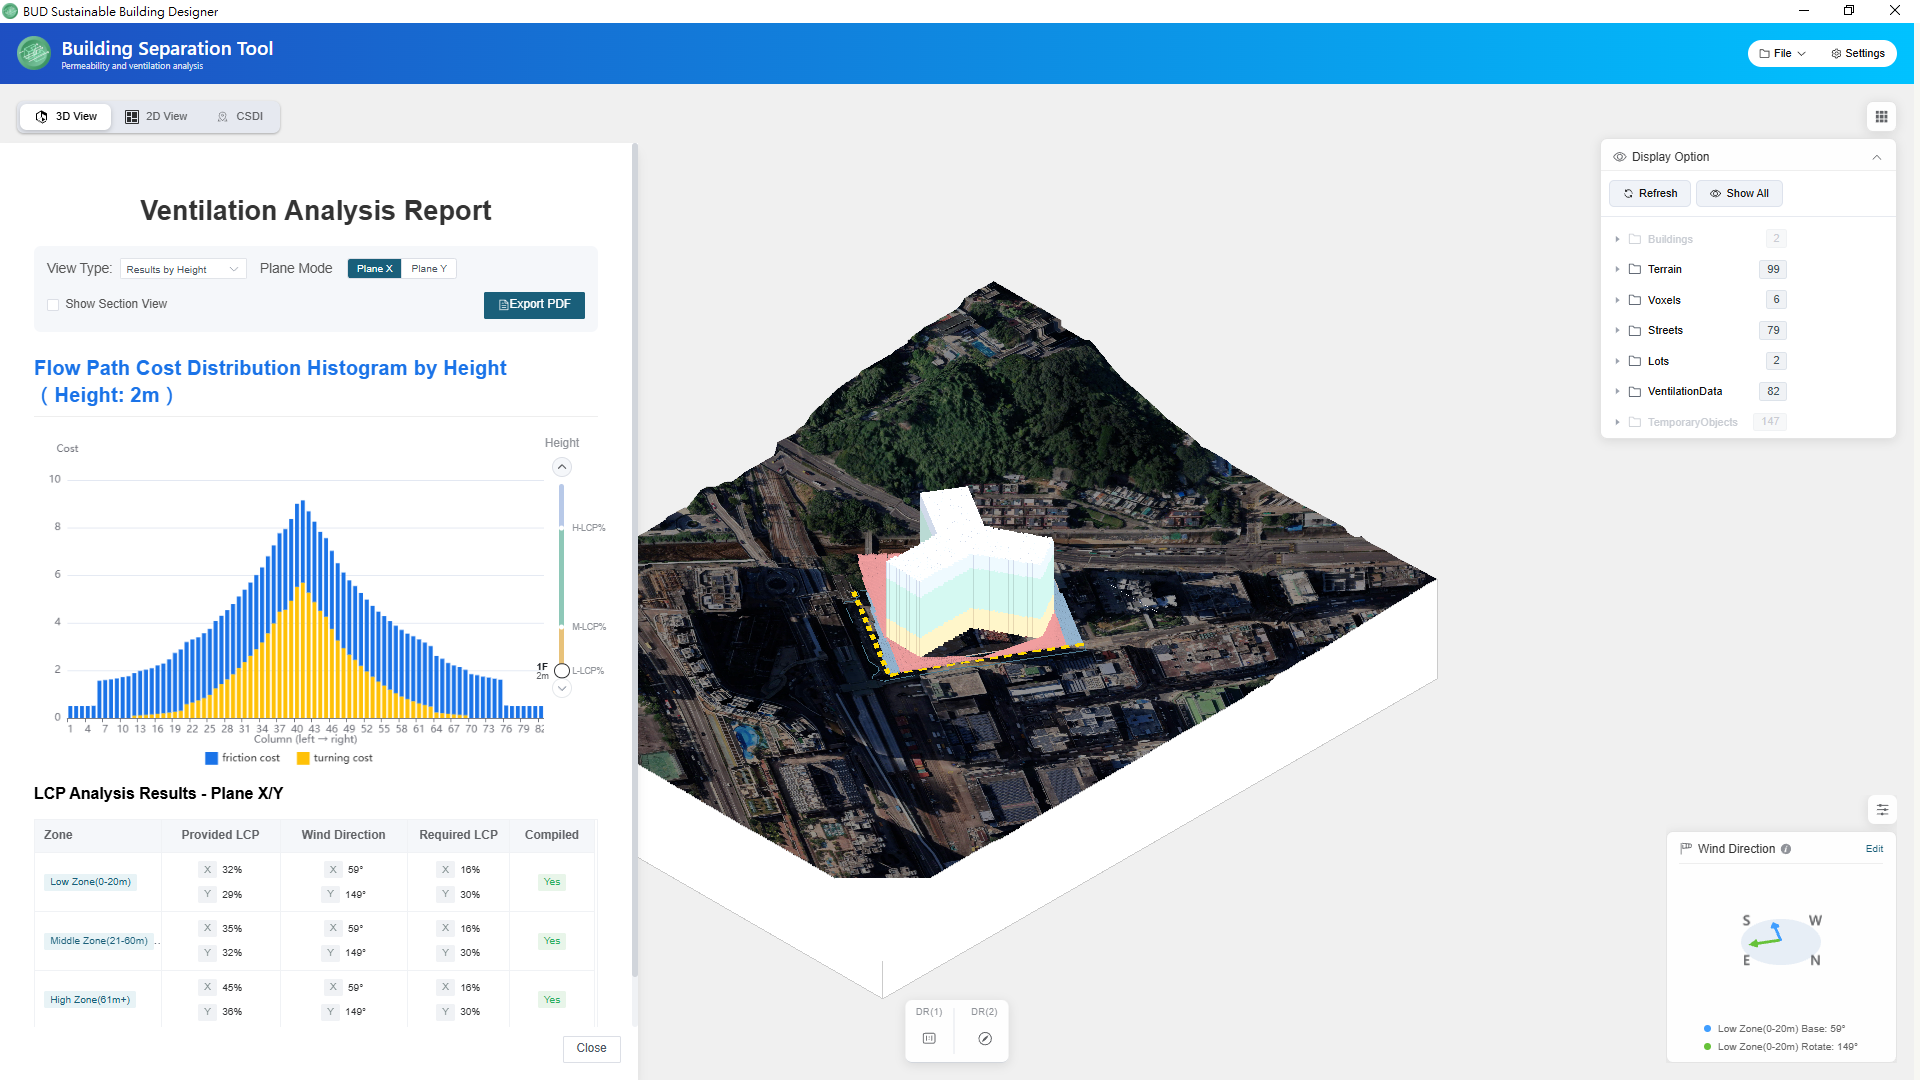 BUD Sustainable Building Designer
Building Separation Tool
Permeability and ventilation analysis
File
Settings
3D View
2D View
CSDI
Ventilation Analysis Report
View Type:
Results by Height
Plane Mode
Plane X
Plane Y
Show Section View
Export PDF
Flow Path Cost Distribution Histogram by Height
( Height: 2m )
Cost
Height
10
8
6
4
2
0
H-LCP%
M-LCP%
L-LCP%
1F
2m
1 4 7 10 13 16 19 22 25 28 31 34 37 40 43 46 49 52 55 58 61 64 67 70 73 76 79 82
Column (left → right)
friction cost
turning cost
LCP Analysis Results - Plane X/Y
Zone Provided LCP Wind Direction Required LCP Compiled
Low Zone(0-20m)
X 32% X 59° X 16%
Y 29% Y 149° Y 30%
Yes
Middle Zone(21-60m) ..
X 35% X 59° X 16%
Y 32% Y 149° Y 30%
Yes
High Zone(61m+)
X 45% X 59° X 16%
Y 36% Y 149° Y 30%
Yes
Close
DR(1)
DR(2)
Display Option
Refresh
Show All
Buildings 2
Terrain 99
Voxels 6
Streets 79
Lots 2
VentilationData 82
TemporaryObjects 147
Wind Direction
Edit
S
W
E
N
Low Zone(0-20m) Base: 59°
Low Zone(0-20m) Rotate: 149°